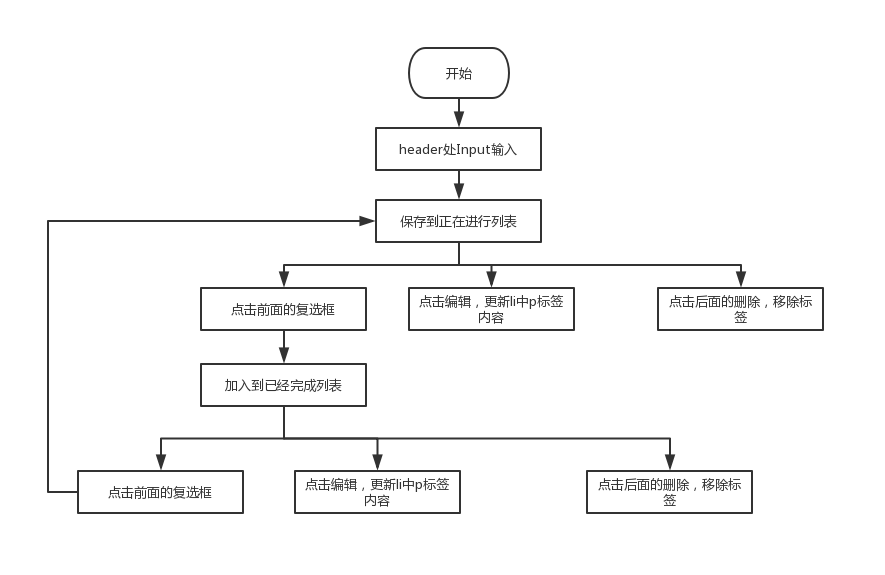 开始
header处Input输入
保存到正在进行列表
点击前面的复选框
点击编辑，更新li中p标签
内容
点击后面的删除，移除标
签
加入到已经完成列表
点击前面的复选框
点击编辑，更新li中p标签
内容
点击后面的删除，移除标
签